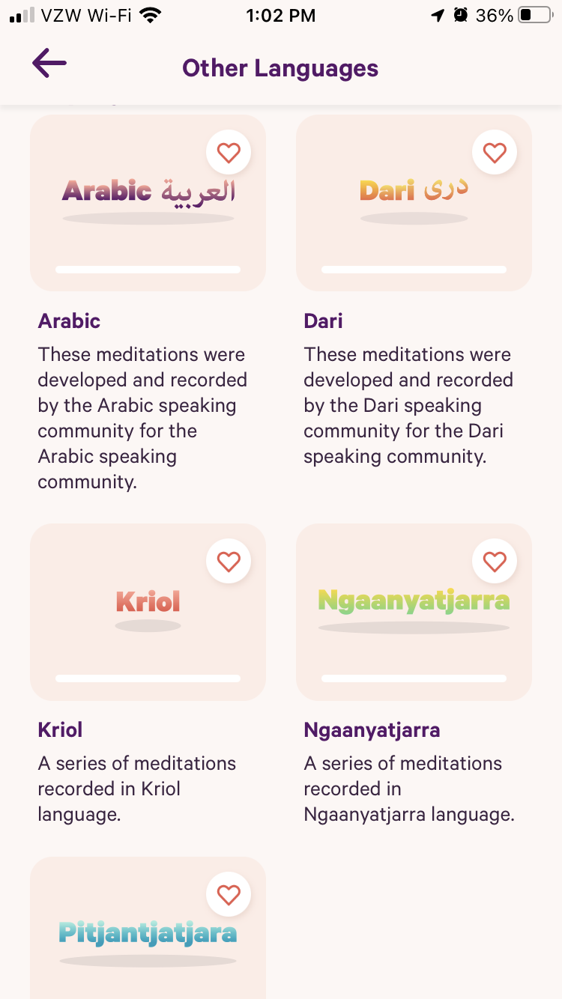 VZW Wi-Fi 1:02 PM 36%
Other Languages
Arabic العربية
Dari دری
Arabic
These meditations were
developed and recorded
by the Arabic speaking
community for the
Arabic speaking
community.
Dari
These meditations were
developed and recorded
by the Dari speaking
community for the Dari
speaking community.
Kriol
Ngaanyatjarra
Kriol
A series of meditations
recorded in Kriol
language.
Ngaanyatjarra
A series of meditations
recorded in
Ngaanyatjarra language.
Pitjantjatjara